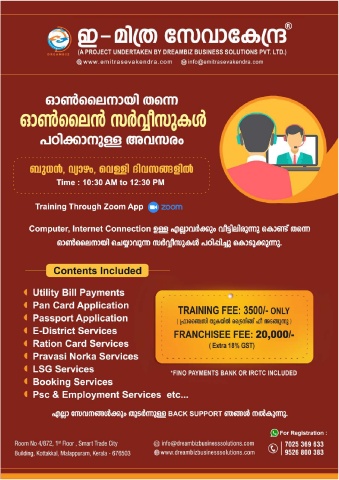 DREAMBIZ
ഇ-മിത്ര സേവാകേന്ദ്ര®
(A PROJECT UNDERTAKEN BY DREAMBIZ BUSINESS SOLUTIONS PVT. LTD.)
www.emitrasevakendra.com info@emitrasevakendra.com
ഓൺലൈനായി തന്നെ
ഓൺലൈൻ സർവ്വീസുകൾ
പഠിക്കാനുള്ള അവസരം
ബുധൻ, വ്യാഴം, വെള്ളി ദിവസങ്ങളിൽ
Time : 10:30 AM to 12:30 PM
Training Through Zoom App zoom
Computer, Internet Connection ഉള്ള എല്ലാവർക്കും വീട്ടിലിരുന്നു കൊണ്ട് തന്നെ
ഓൺലൈനായി ചെയ്യാവുന്ന സർവ്വീസുകൾ പഠിപ്പിച്ചു കൊടുക്കുന്നു.
Contents Included
Utility Bill Payments
Pan Card Application
Passport Application
E-District Services
Ration Card Services
Pravasi Norka Services
LSG Services
Booking Services
Psc & Employment Services etc...
TRAINING FEE: 3500/- ONLY
( ഫ്രാഞ്ചൈസി തുകയിൽ ട്രൈനിങ്ങ് ഫീ അടങ്ങുന്നു )
FRANCHISEE FEE: 20,000/-
( Extra 18% GST)
*FINO PAYMENTS BANK OR IRCTC INCLUDED
എല്ലാ സേവനങ്ങൾക്കും തുടർന്നുള്ള BACK SUPPORT ഞങ്ങൾ നൽകുന്നു.
For Registration :
Room No 4/872, 1st Floor , Smart Trade City
Building, Kottakkal, Malappuram, Kerala - 676503
info@dreambizbusinesssolutions.com
www.dreambizbusinesssolutions.com
7025 369 633
9526 800 383